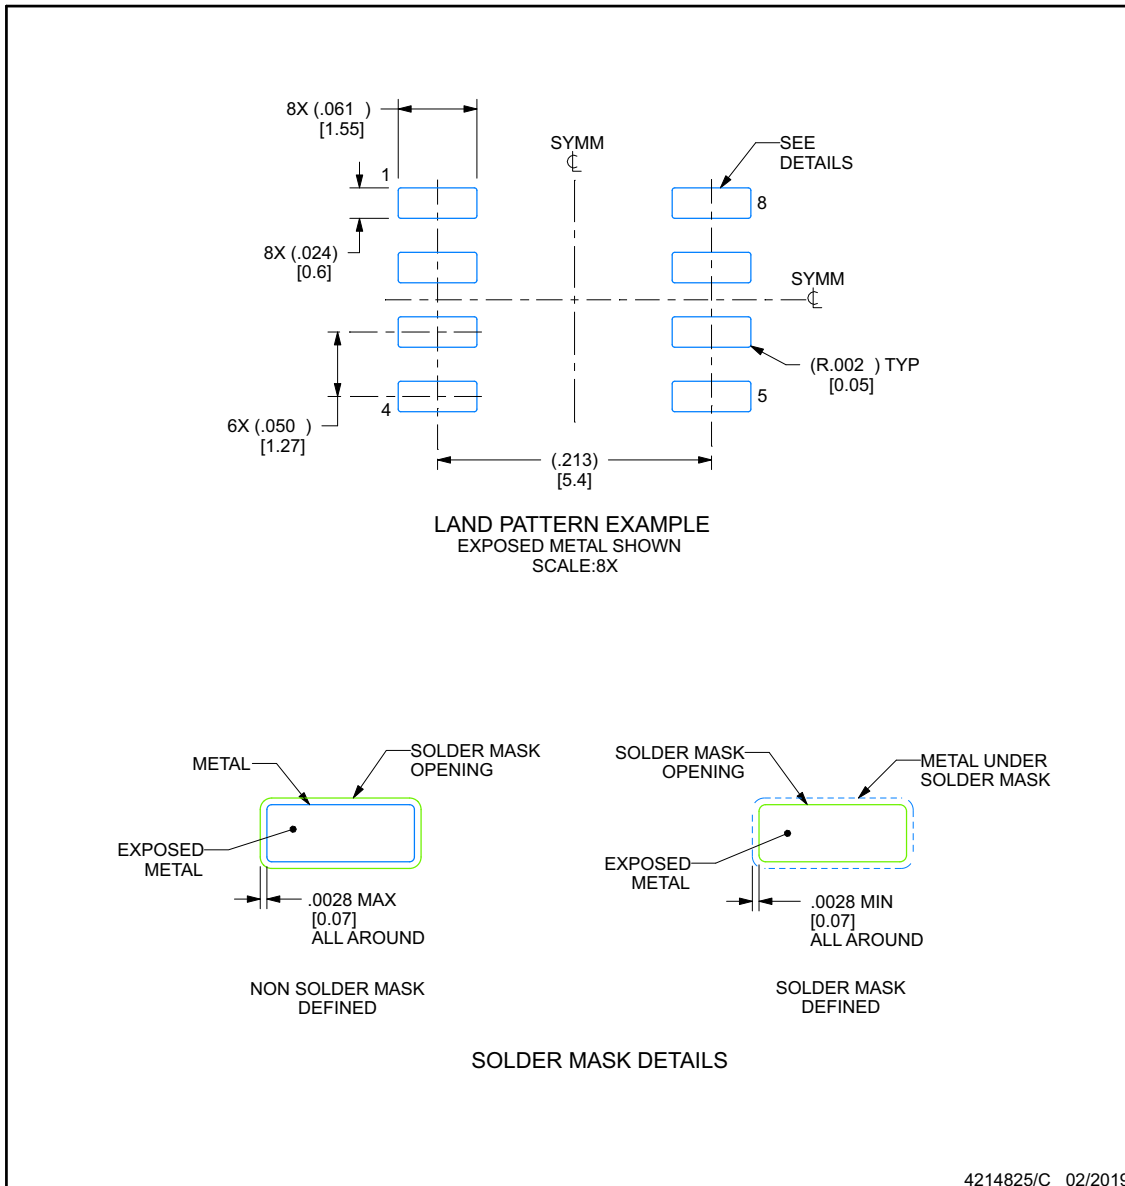 8X (.061 )
[1.55]
SYMM
SEE
DETAILS
1
8
8X (.024)
[0.6]
SYMM
(R.002 ) TYP
[0.05]
4
5
6X (.050 )
[1.27]
(.213)
[5.4]
LAND PATTERN EXAMPLE
EXPOSED METAL SHOWN
SCALE:8X
METAL
SOLDER MASK
OPENING
EXPOSED
METAL
.0028 MAX
[0.07]
ALL AROUND
NON SOLDER MASK
DEFINED
SOLDER MASK
OPENING
METAL UNDER
SOLDER MASK
EXPOSED
METAL
.0028 MIN
[0.07]
ALL AROUND
SOLDER MASK
DEFINED
SOLDER MASK DETAILS
4214825/C 02/2019